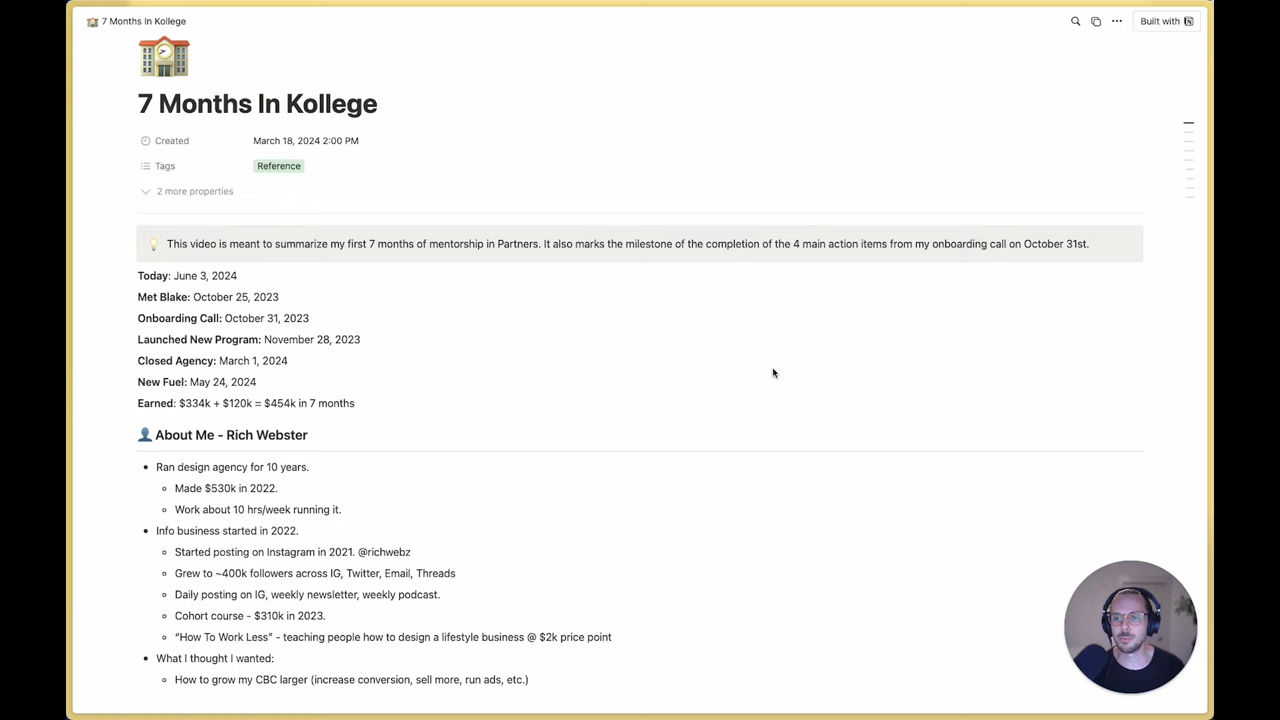 7 Months In Kollege
Built with
7 Months In Kollege
Created March 18, 2024 2:00 PM
Tags Reference
2 more properties
This video is meant to summarize my first 7 months of mentorship in Partners. It also marks the milestone of the completion of the 4 main action items from my onboarding call on October 31st.
Today: June 3, 2024
Met Blake: October 25, 2023
Onboarding Call: October 31, 2023
Launched New Program: November 28, 2023
Closed Agency: March 1, 2024
New Fuel: May 24, 2024
Earned: $334k + $120k = $454k in 7 months
About Me - Rich Webster
Ran design agency for 10 years.
Made $530k in 2022.
Work about 10 hrs/week running it.
Info business started in 2022.
Started posting on Instagram in 2021. @richwebz
Grew to ~400k followers across IG, Twitter, Email, Threads
Daily posting on IG, weekly newsletter, weekly podcast.
Cohort course - $310k in 2023.
“How To Work Less” - teaching people how to design a lifestyle business @ $2k price point
What I thought I wanted:
How to grow my CBC larger (increase conversion, sell more, run ads, etc.)